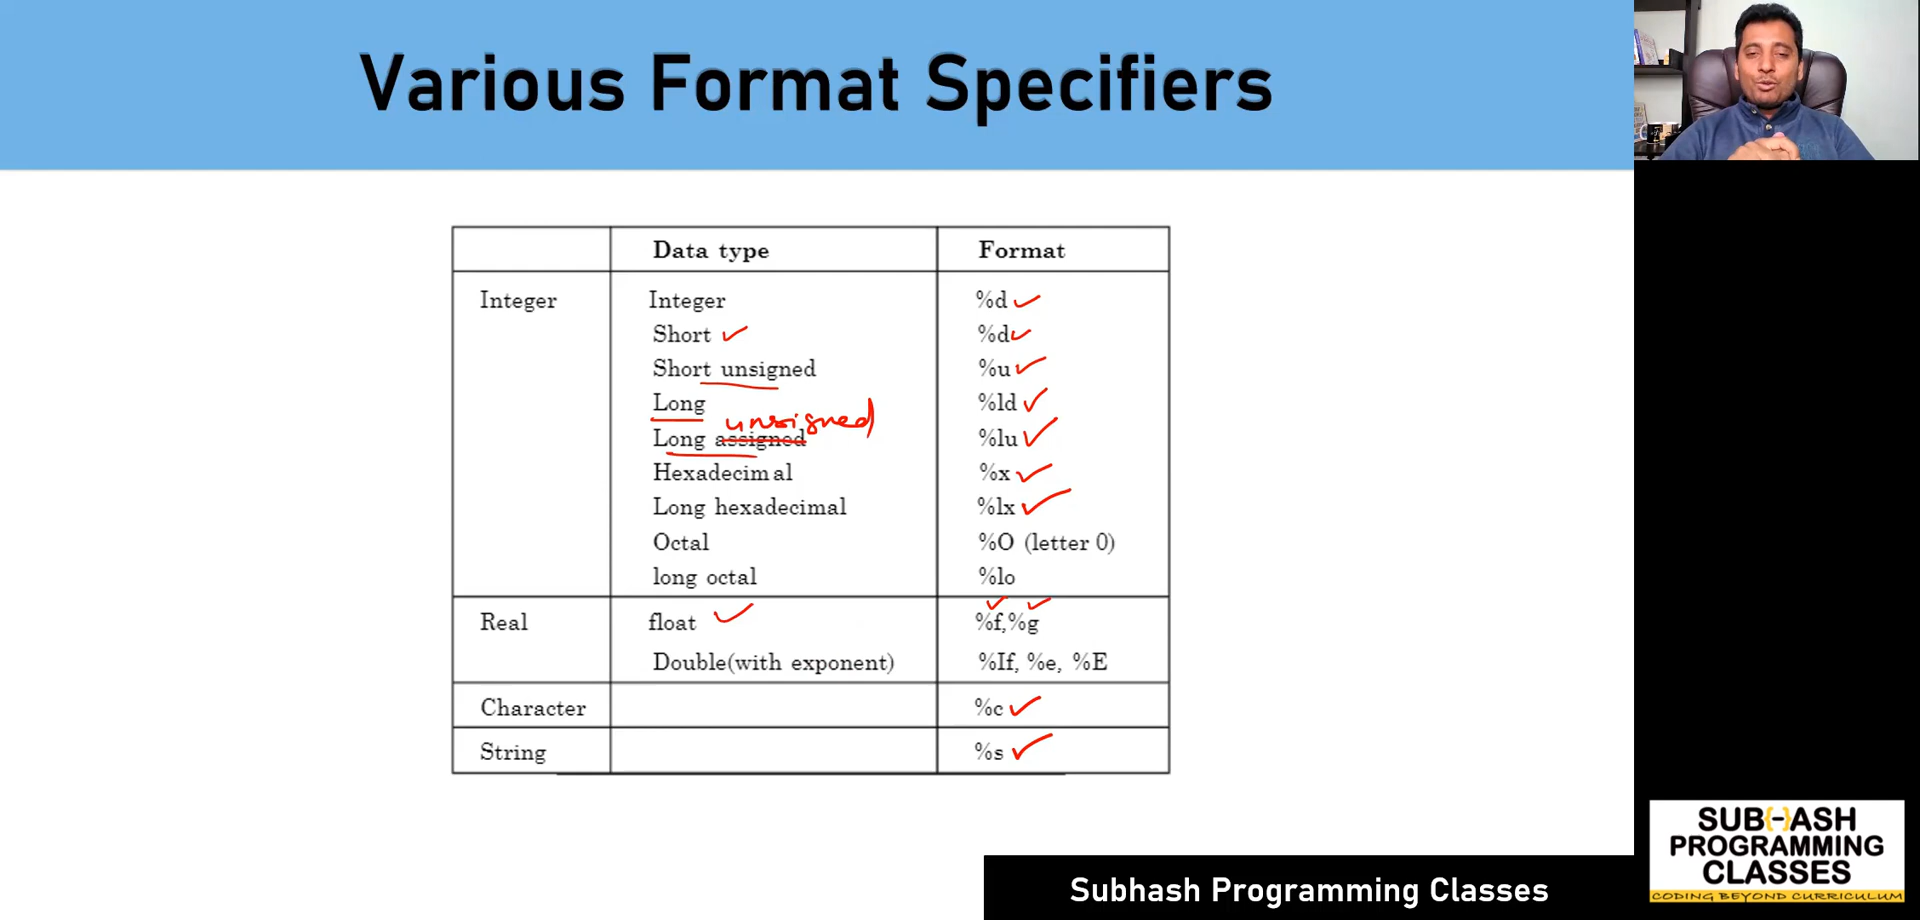 Various Format Specifiers
Data type Format
Integer Integer %d
Short %d
Short unsigned %u
Long %ld
unsigned
Long assigned %lu
Hexadecimal %x
Long hexadecimal %lx
Octal %O (letter 0)
long octal %lo
Real float %f,%g
Double(with exponent) %If, %e, %E
Character %c
String %s
Subhash Programming Classes
SUBHASH
PROGRAMMING
CLASSES
CODING BEYOND CURRICULUM